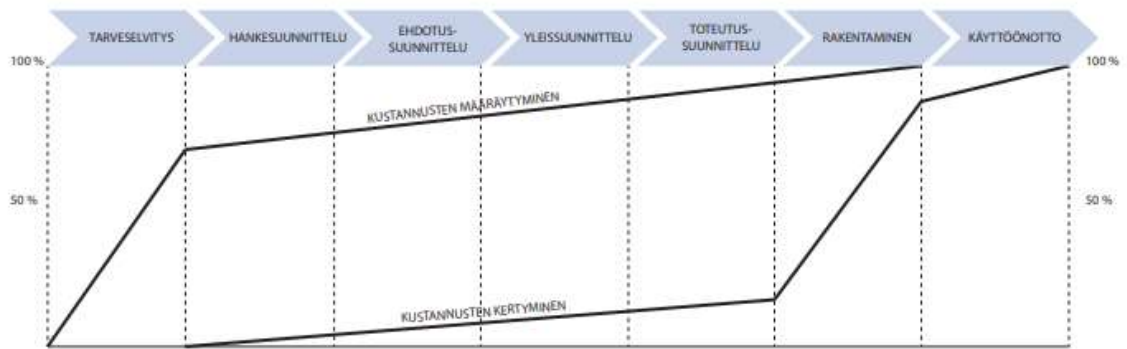 TARVESELVITYS
HANKESUUNNITTELU
EHDOTUS-
SUUNNITTELU
YLEISSUUNNITTELU
TOTEUTUS-
SUUNNITTELU
RAKENTAMINEN
KÄYTTÖÖNOTTO
100 %
100 %
KUSTANNUSTEN MÄÄRÄYTYMINEN
50 %
50 %
KUSTANNUSTEN KERTYMINEN